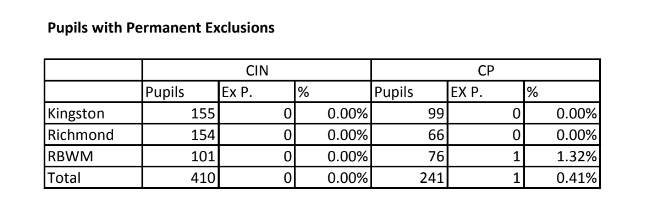 Pupils with Permanent Exclusions
CIN CP
Pupils Ex P. % Pupils EX P. %
Kingston 155 0 0.00% 99 0 0.00%
Richmond 154 0 0.00% 66 0 0.00%
RBWM 101 0 0.00% 76 1 1.32%
Total 410 0 0.00% 241 1 0.41%